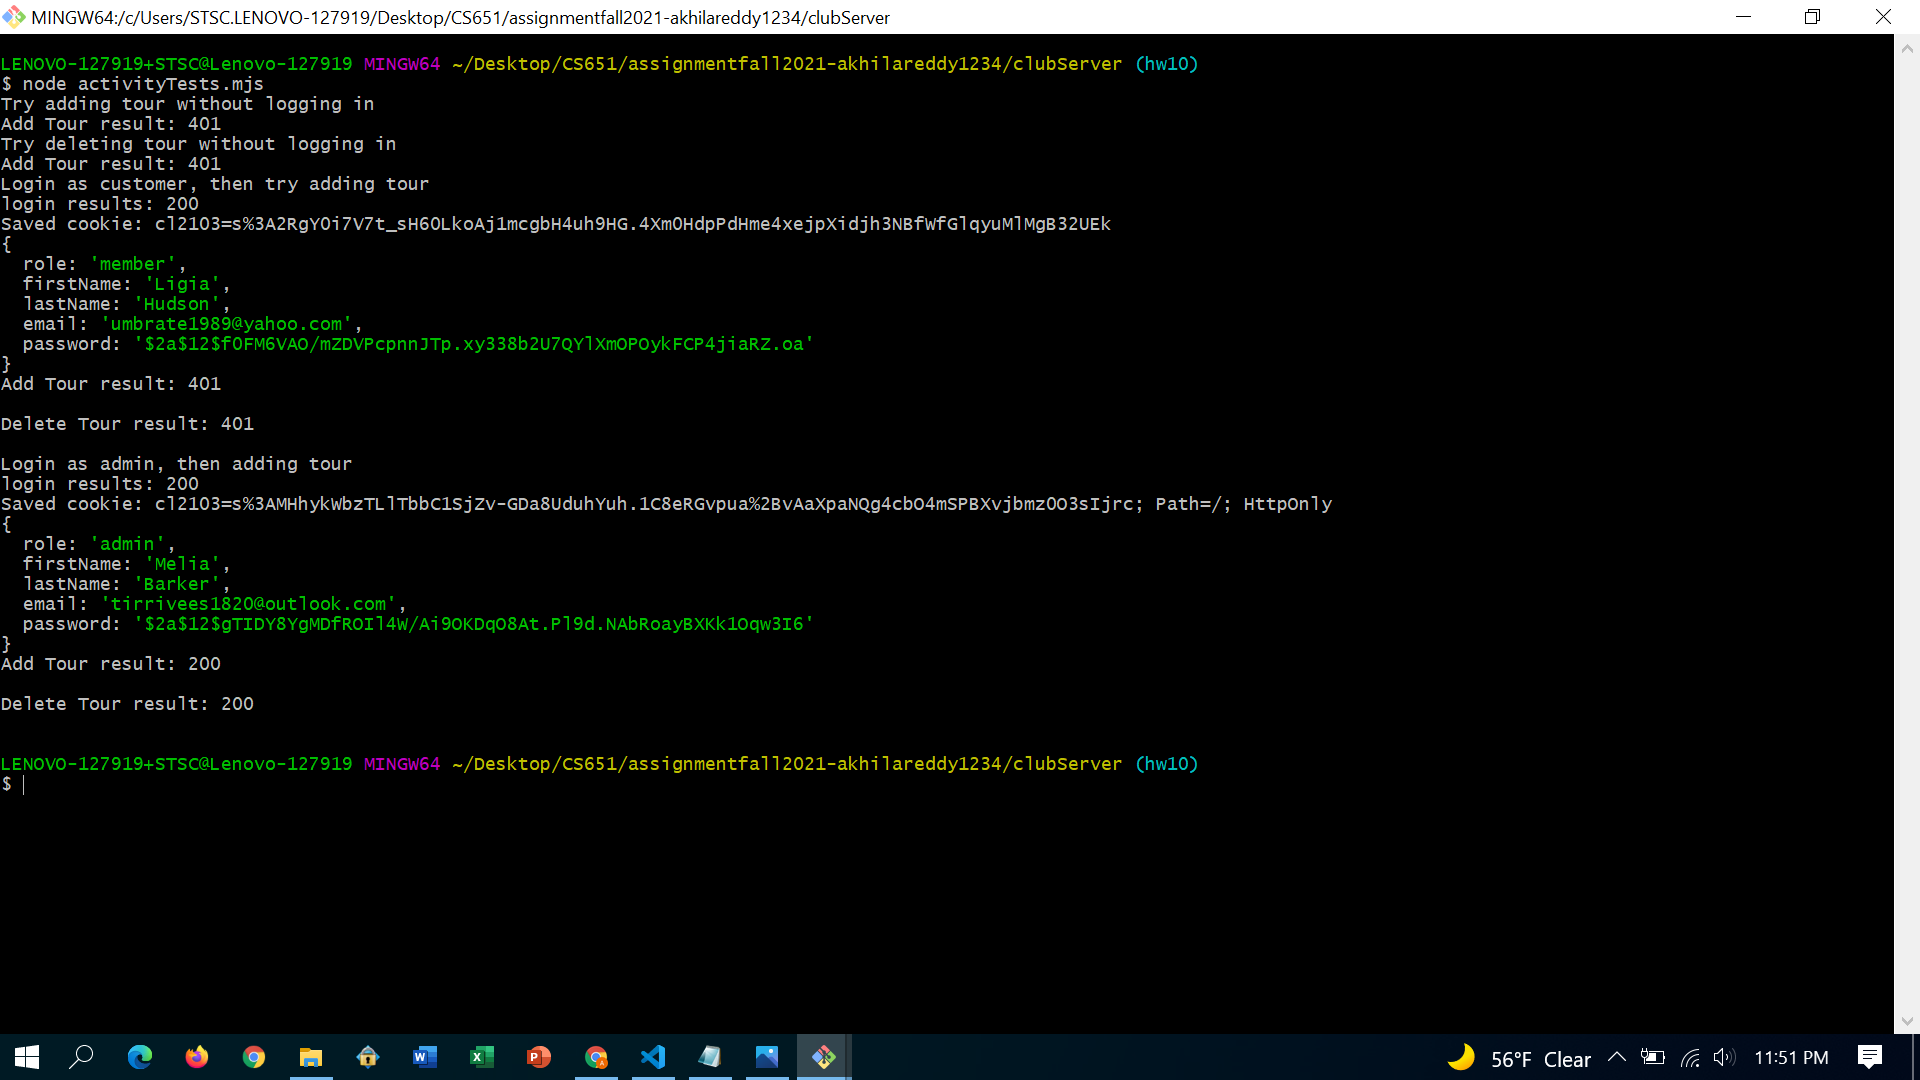 MINGW64:/c/Users/STSC.LENOVO-127919/Desktop/CS651/assignmentfall2021-akhilareddy1234/clubServer
LENOVO-127919+STSC@Lenovo-127919 MINGW64 ~/Desktop/CS651/assignmentfall2021-akhilareddy1234/clubServer (hw10)
$ node activityTests.mjs
Try adding tour without logging in
Add Tour result: 401
Try deleting tour without logging in
Add Tour result: 401
Login as customer, then try adding tour
login results: 200
Saved cookie: cl2103=s%3A2RgY0i7V7t_sH6OLkoAj1mcgbH4uh9HG.4Xm0HdpPdHme4xejpXidjh3NBfWfGlqyuMlMgB32UEk
{
  role: 'member',
  firstName: 'Ligia',
  lastName: 'Hudson',
  email: 'umbrate1989@yahoo.com',
  password: '$2a$12$fOFM6VAO/mZDVPcpnnJTp.xy338b2U7QYlXmOPOykFCP4jiaRZ.oa'
}
Add Tour result: 401
Delete Tour result: 401
Login as admin, then adding tour
login results: 200
Saved cookie: cl2103=s%3AMHhykWbzTLlTbbC1SjZv-GDa8UduhYuh.1C8eRGvpua%2BvAaXpaNQg4cbO4mSPBXvjbmzOO3sIjrc; Path=/; HttpOnly
{
  role: 'admin',
  firstName: 'Melia',
  lastName: 'Barker',
  email: 'tirrivees1820@outlook.com',
  password: '$2a$12$gTIDY8YgMDfROIl4W/Ai9OKDqO8At.Pl9d.NAbRoayBXKk1Oqw3I6'
}
Add Tour result: 200
Delete Tour result: 200
LENOVO-127919+STSC@Lenovo-127919 MINGW64 ~/Desktop/CS651/assignmentfall2021-akhilareddy1234/clubServer (hw10)
$
56°F Clear
11:51 PM